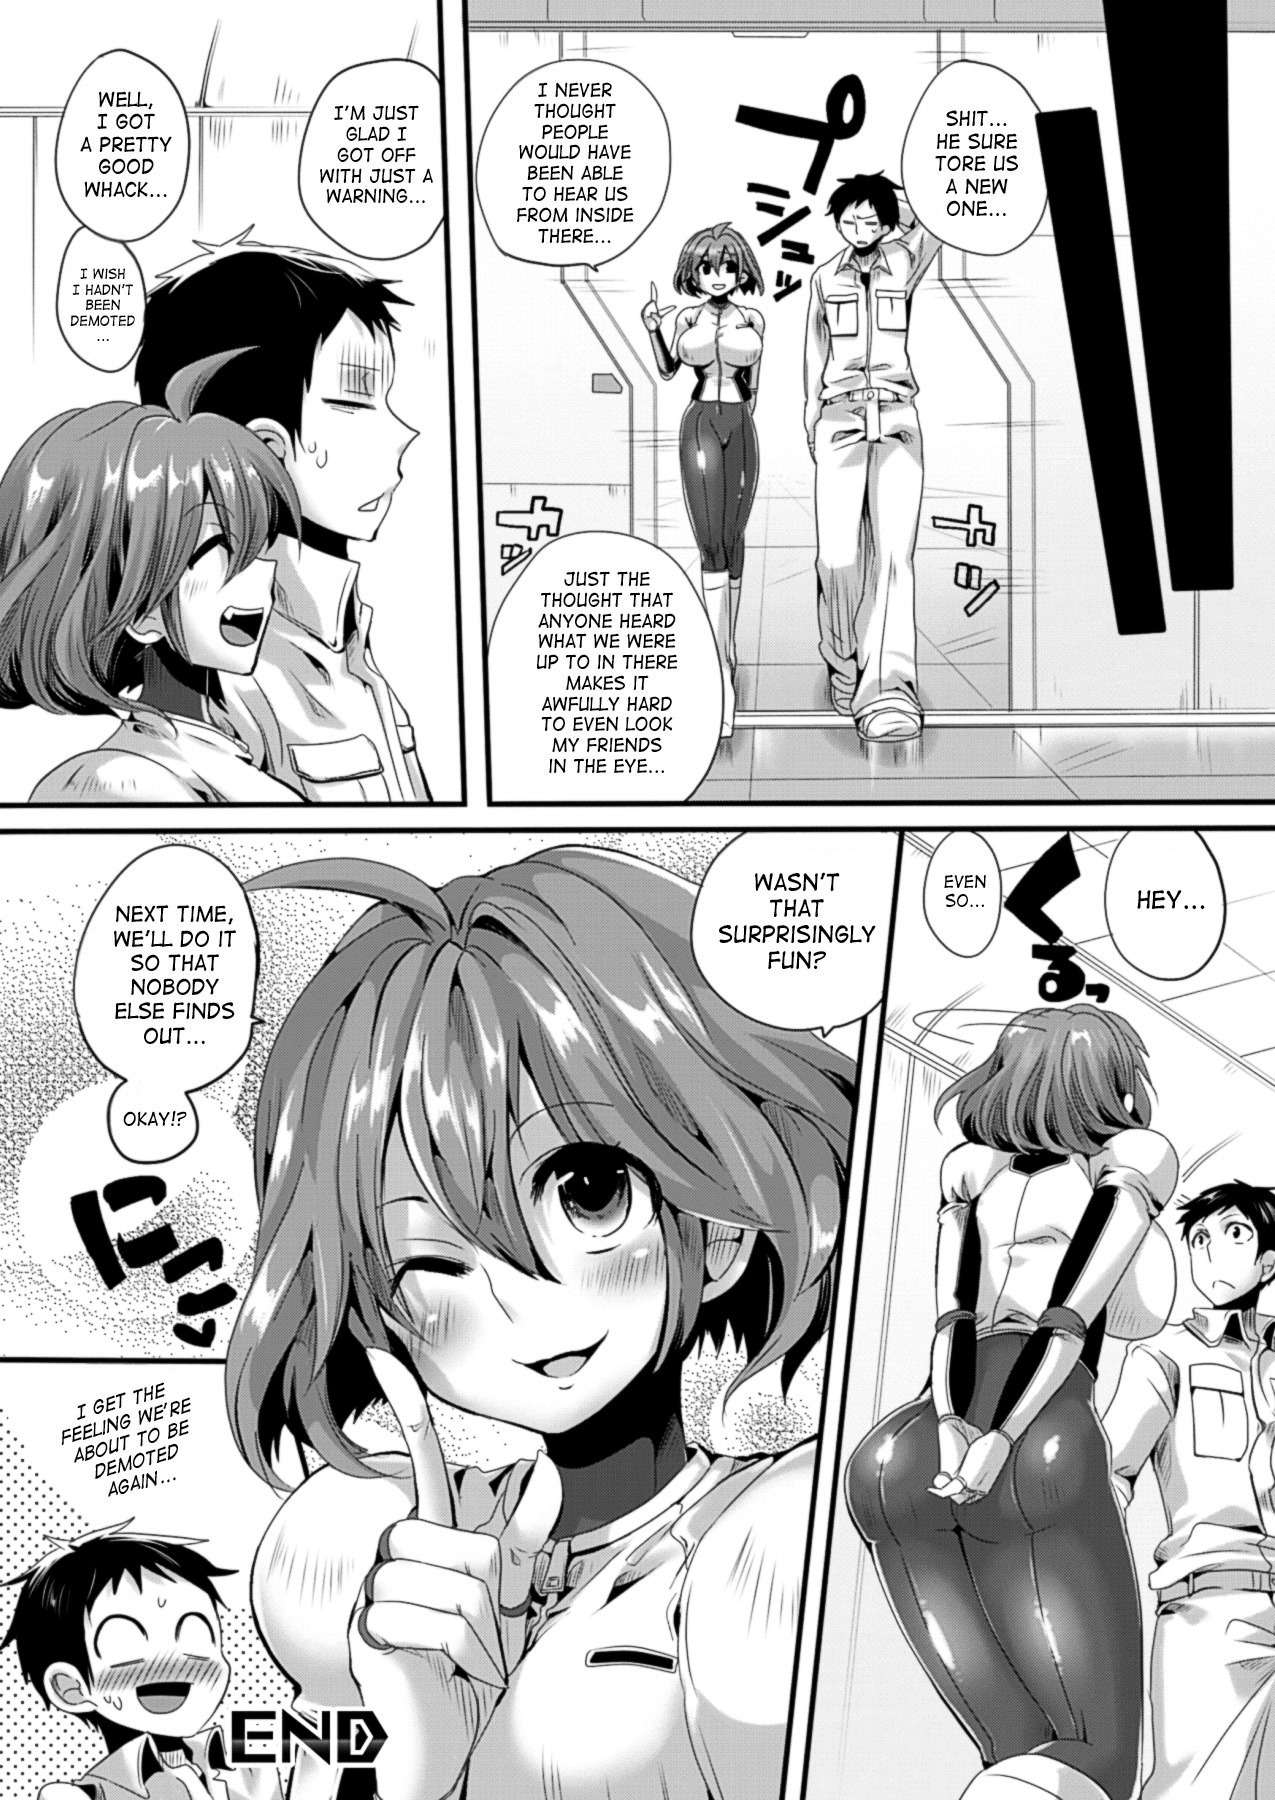 SHIT...
HE SURE
TORE US
A NEW
ONE...
プシュッ
I NEVER
THOUGHT
PEOPLE
WOULD HAVE
BEEN ABLE
TO HEAR US
FROM INSIDE
THERE...
チャ
チャッ
JUST THE
THOUGHT THAT
ANYONE HEARD
WHAT WE WERE
UP TO IN THERE
MAKES IT
AWFULLY HARD
TO EVEN LOOK
MY FRIENDS
IN THE EYE...
I'M JUST
GLAD I
GOT OFF
WITH JUST A
WARNING...
WELL,
I GOT
A PRETTY
GOOD
WHACK...
I WISH
I HADN'T
BEEN
DEMOTED
...
HEY...
くるっ
EVEN
SO...
WASN'T
THAT
SURPRISINGLY
FUN?
NEXT TIME,
WE'LL DO IT
SO THAT
NOBODY
ELSE FINDS
OUT...
OKAY!?
にこっ♥
I GET THE
FEELING WE'RE
ABOUT TO BE
DEMOTED
AGAIN...
END